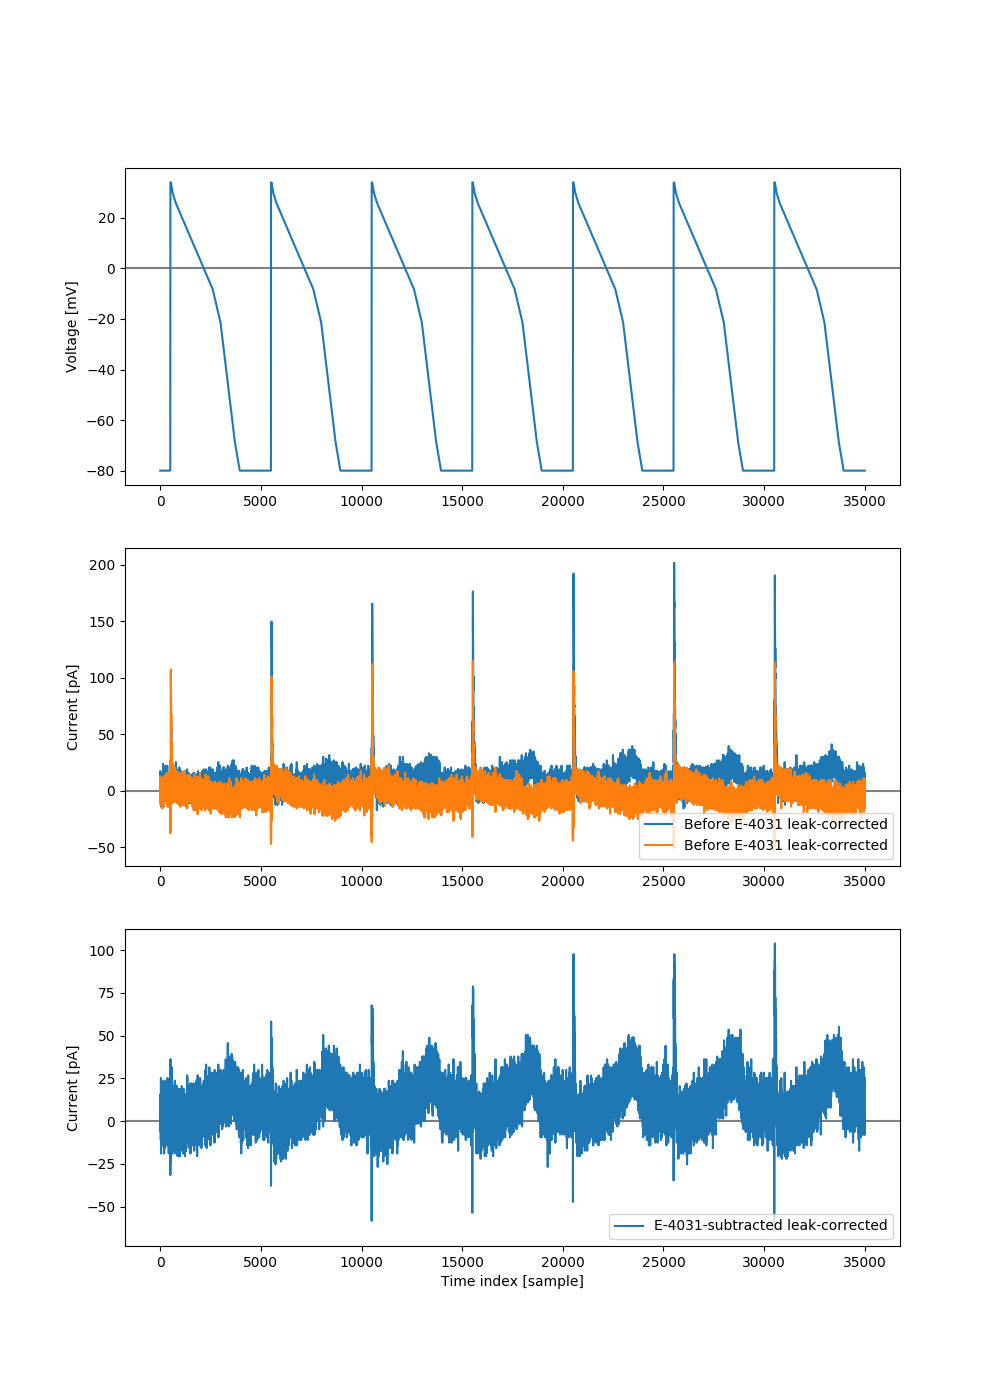 Voltage [mV]
20
0
−20
−40
−60
−80
0 5000 10000 15000 20000 25000 30000 35000
Current [pA]
200
150
100
50
0
−50
Before E-4031 leak-corrected
Before E-4031 leak-corrected
0 5000 10000 15000 20000 25000 30000 35000
Current [pA]
100
75
50
25
0
−25
−50
E-4031-subtracted leak-corrected
0 5000 10000 15000 20000 25000 30000 35000
Time index [sample]